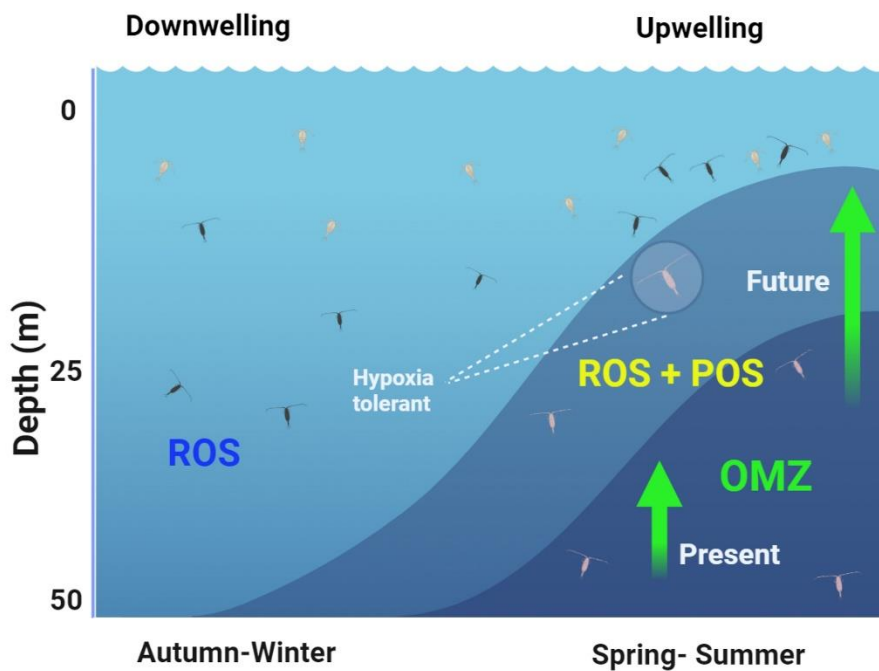 Downwelling
Upwelling
0
Future
Depth (m)
25
Hypoxia
tolerant
ROS + POS
ROS
OMZ
Present
50
Autumn-Winter
Spring- Summer